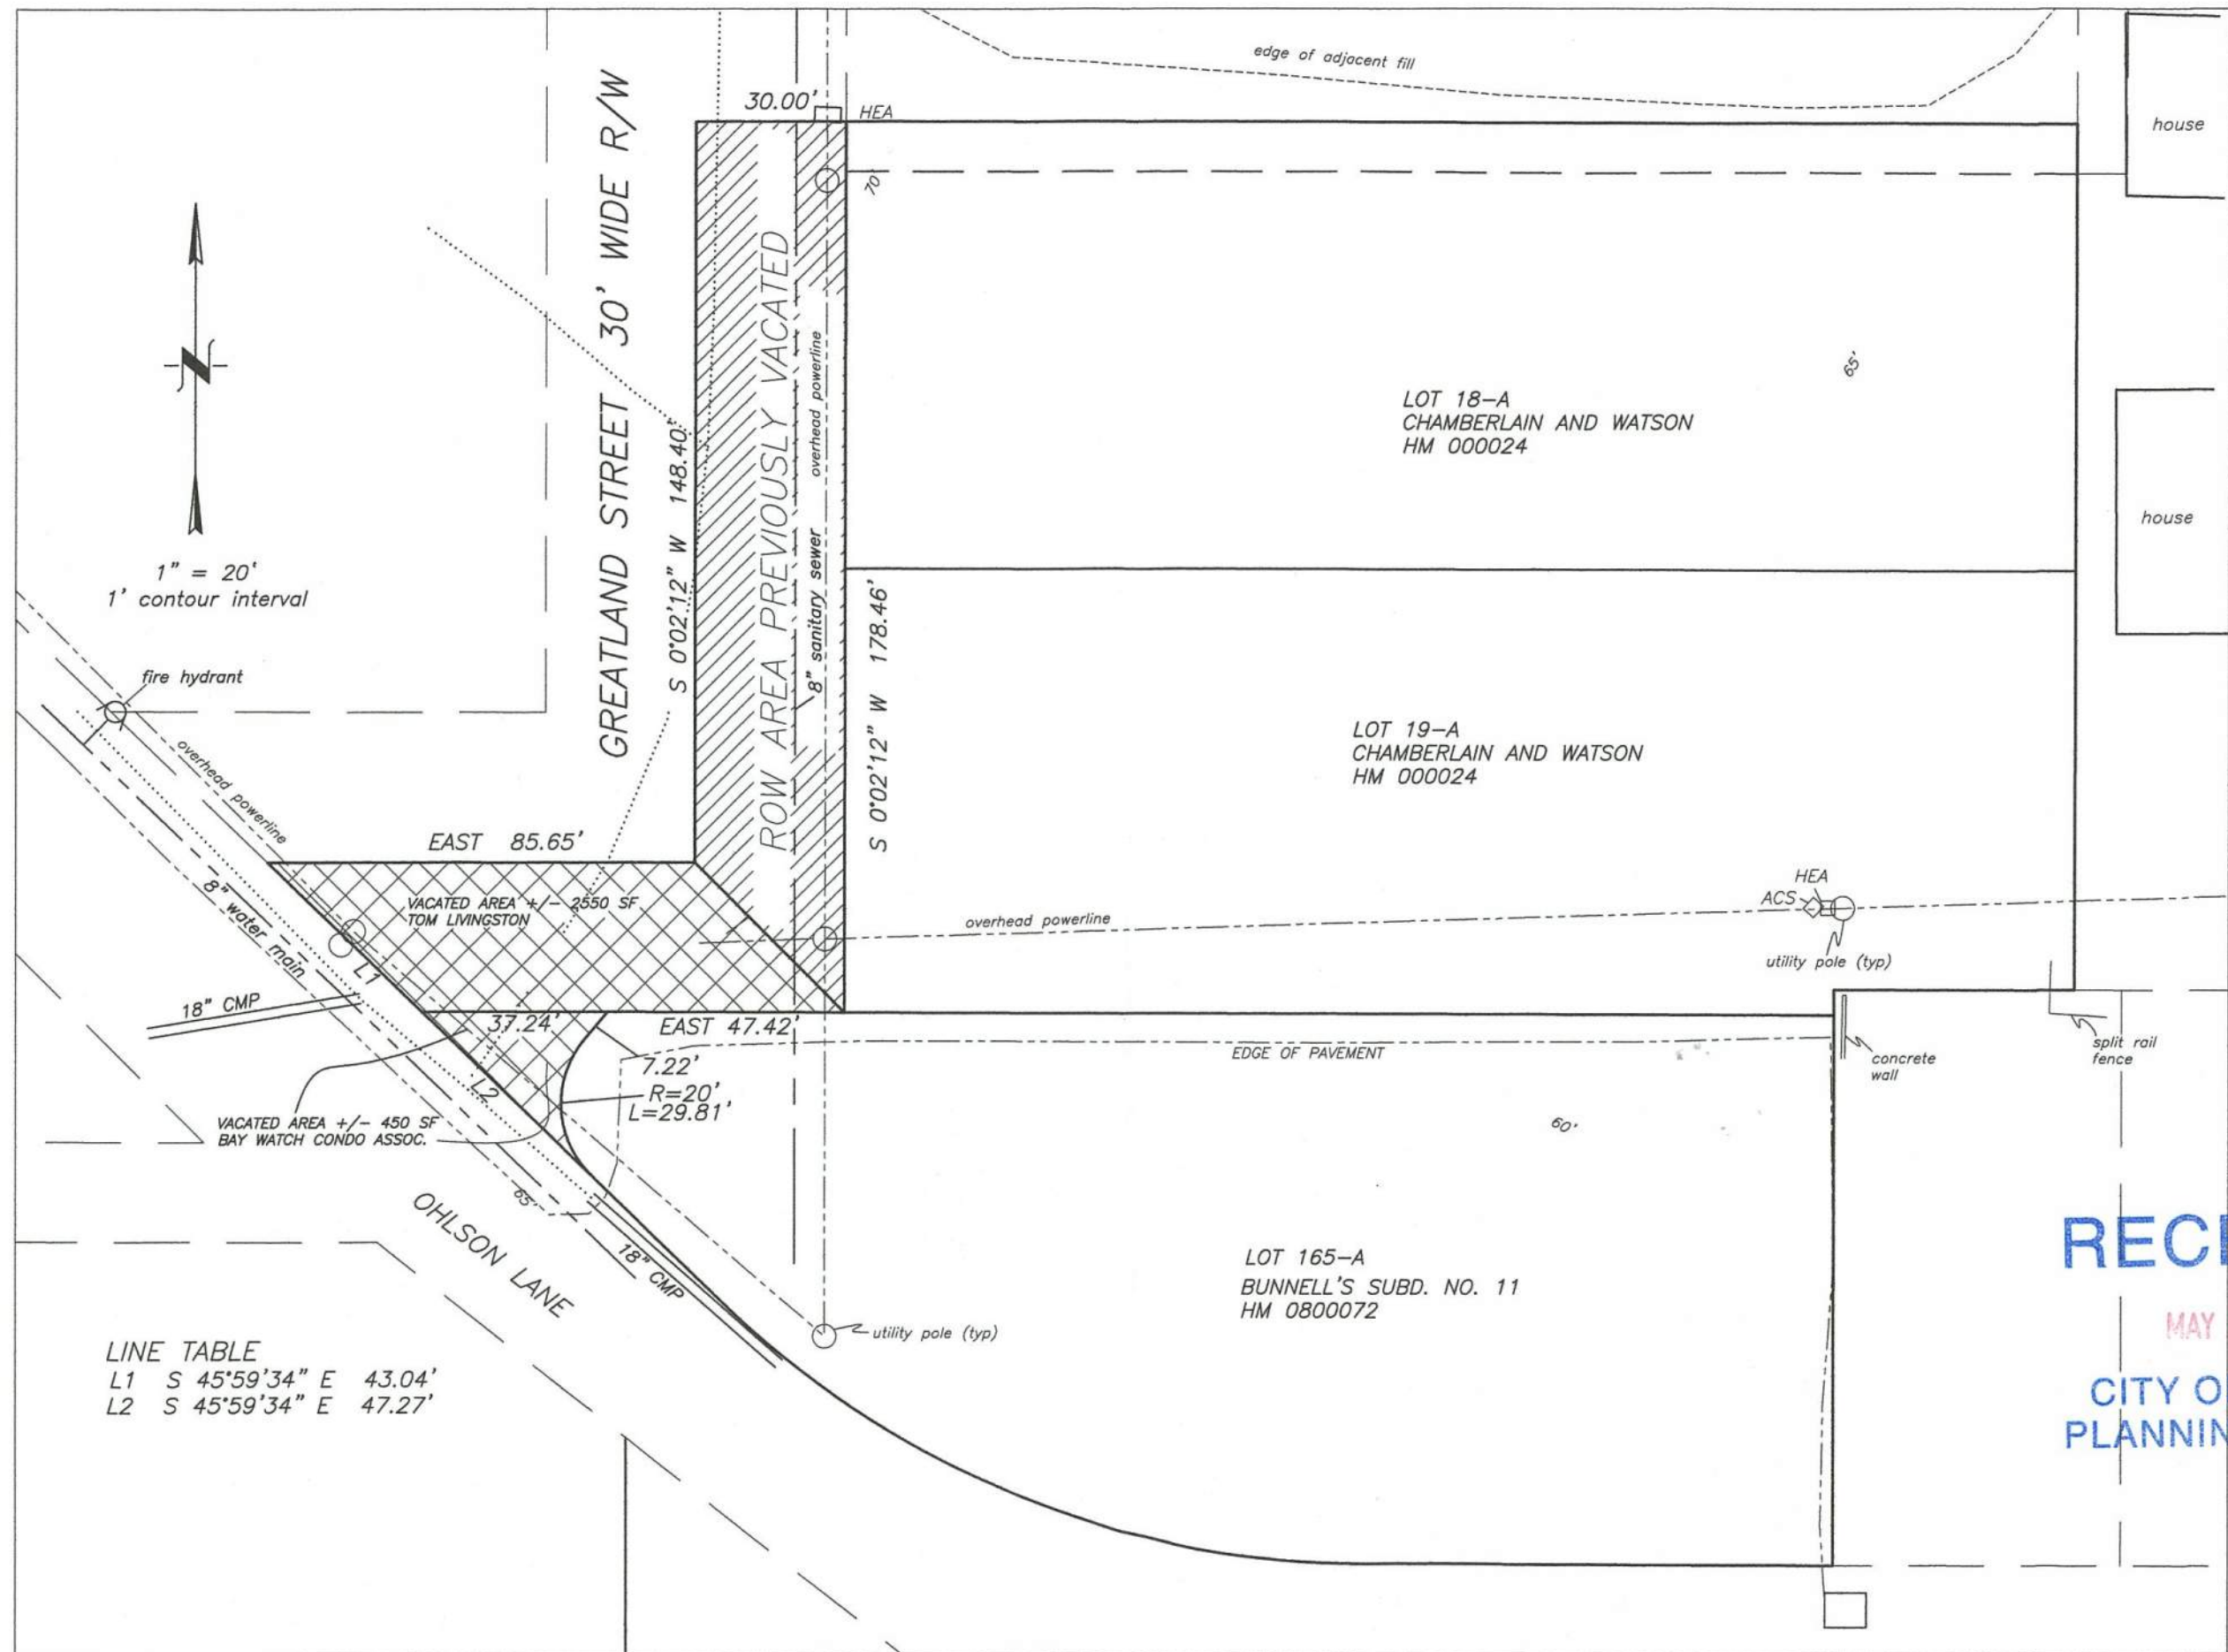 edge of adjacent fill
30.00'
HEA
house
70'
GREATLAND STREET 30' WIDE R/W
ROW AREA PREVIOUSLY VACATED
overhead powerline
overhead powerline
8" sanitary sewer
S 0°02'12" W 148.40'
S 0°02'12" W 178.46'
65'
LOT 18-A
CHAMBERLAIN AND WATSON
HM 000024
N
1" = 20'
1' contour interval
house
fire hydrant
overhead powerline
LOT 19-A
CHAMBERLAIN AND WATSON
HM 000024
EAST 85.65'
8" water main
VACATED AREA +/- 2550 SF
TOM LIVINGSTON
HEA
ACS
overhead powerline
utility pole (typ)
L1
18" CMP
37.24'
EAST 47.42'
EDGE OF PAVEMENT
split rail
fence
concrete
wall
7.22'
R=20'
L=29.81'
L2
VACATED AREA +/- 450 SF
BAY WATCH CONDO ASSOC.
60'
65'
OHLSON LANE
18" CMP
LOT 165-A
BUNNELL'S SUBD. NO. 11
HM 0800072
utility pole (typ)
LINE TABLE
L1 S 45°59'34" E 43.04'
L2 S 45°59'34" E 47.27'
RECE
MAY
CITY O
PLANNIN